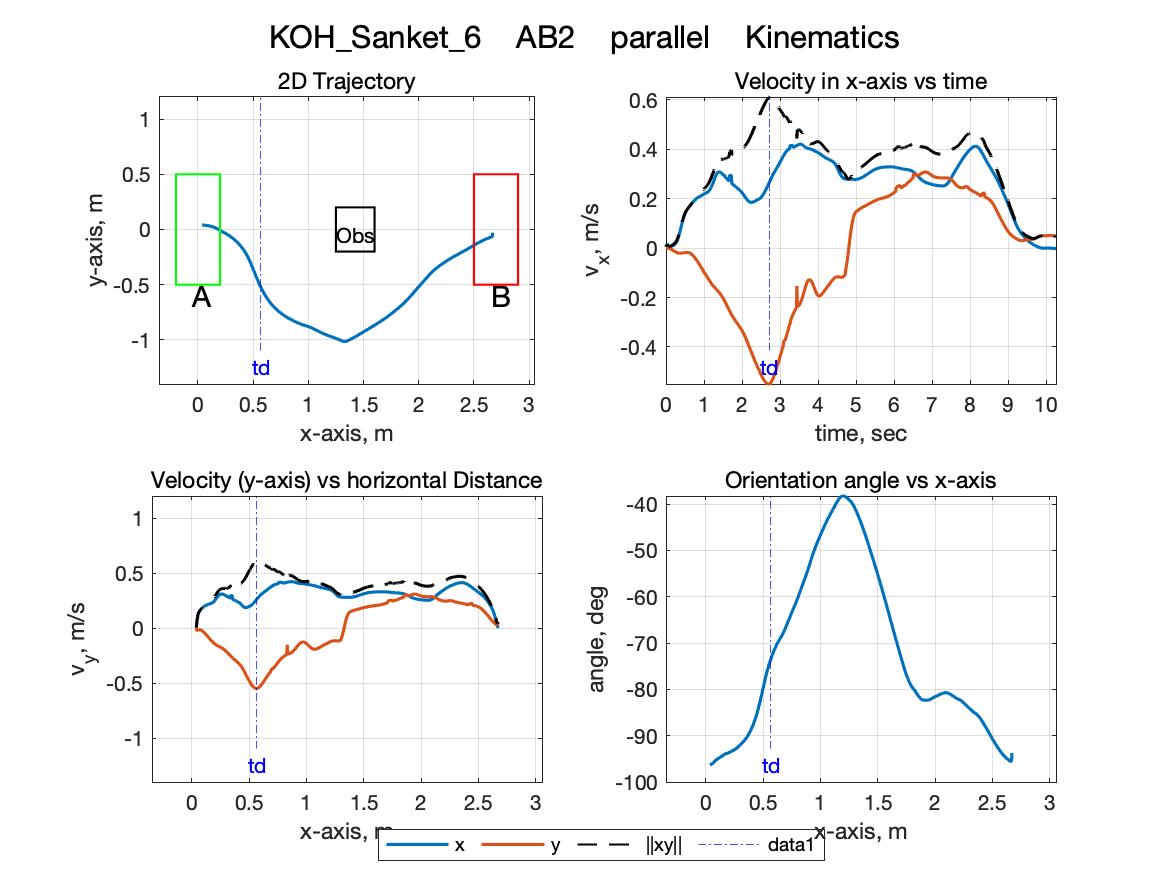 KOH_Sanket_6 AB2 parallel Kinematics
2D Trajectory
1
0.5
0
-0.5
-1
y-axis, m
A
Obs
B
td
0 0.5 1 1.5 2 2.5 3
x-axis, m
Velocity in x-axis vs time
0.6
0.4
0.2
0
-0.2
-0.4
vx, m/s
td
0 1 2 3 4 5 6 7 8 9 10
time, sec
Velocity (y-axis) vs horizontal Distance
1
0.5
0
-0.5
-1
vy, m/s
td
0 0.5 1 1.5 2 2.5 3
x-axis, m
Orientation angle vs x-axis
-40
-50
-60
-70
-80
-90
-100
angle, deg
td
0 0.5 1 1.5 2 2.5 3
x-axis, m
x y ||xy|| data1